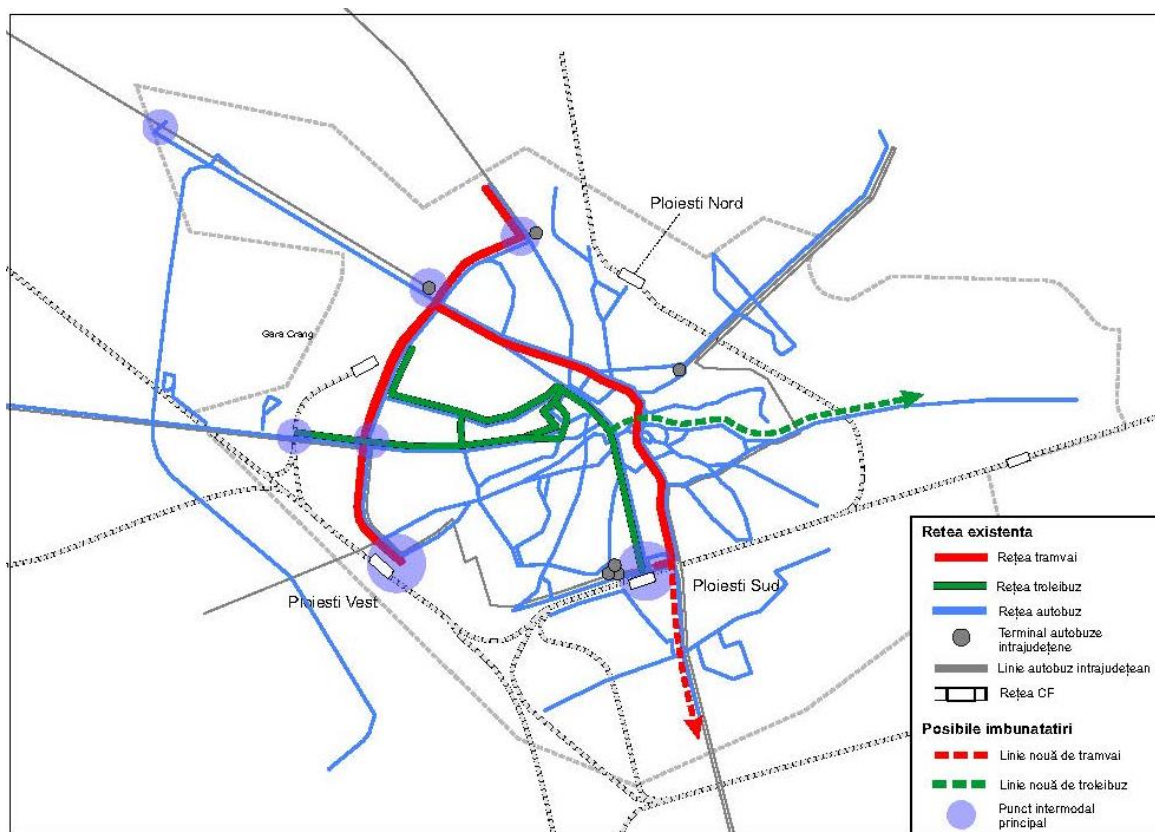 Ploiesti Nord
Gara Crang
Ploiesti Vest
Ploiesti Sud
Retea existenta
Rețea tramvai
Rețea troleibuz
Rețea autobuz
Terminal autobuze
intrajudețene
Linie autobuz intrajudețean
Rețea CF
Posibile imbunatatiri
Linie nouă de tramvai
Linie nouă de troleibuz
Punct intermodal
principal